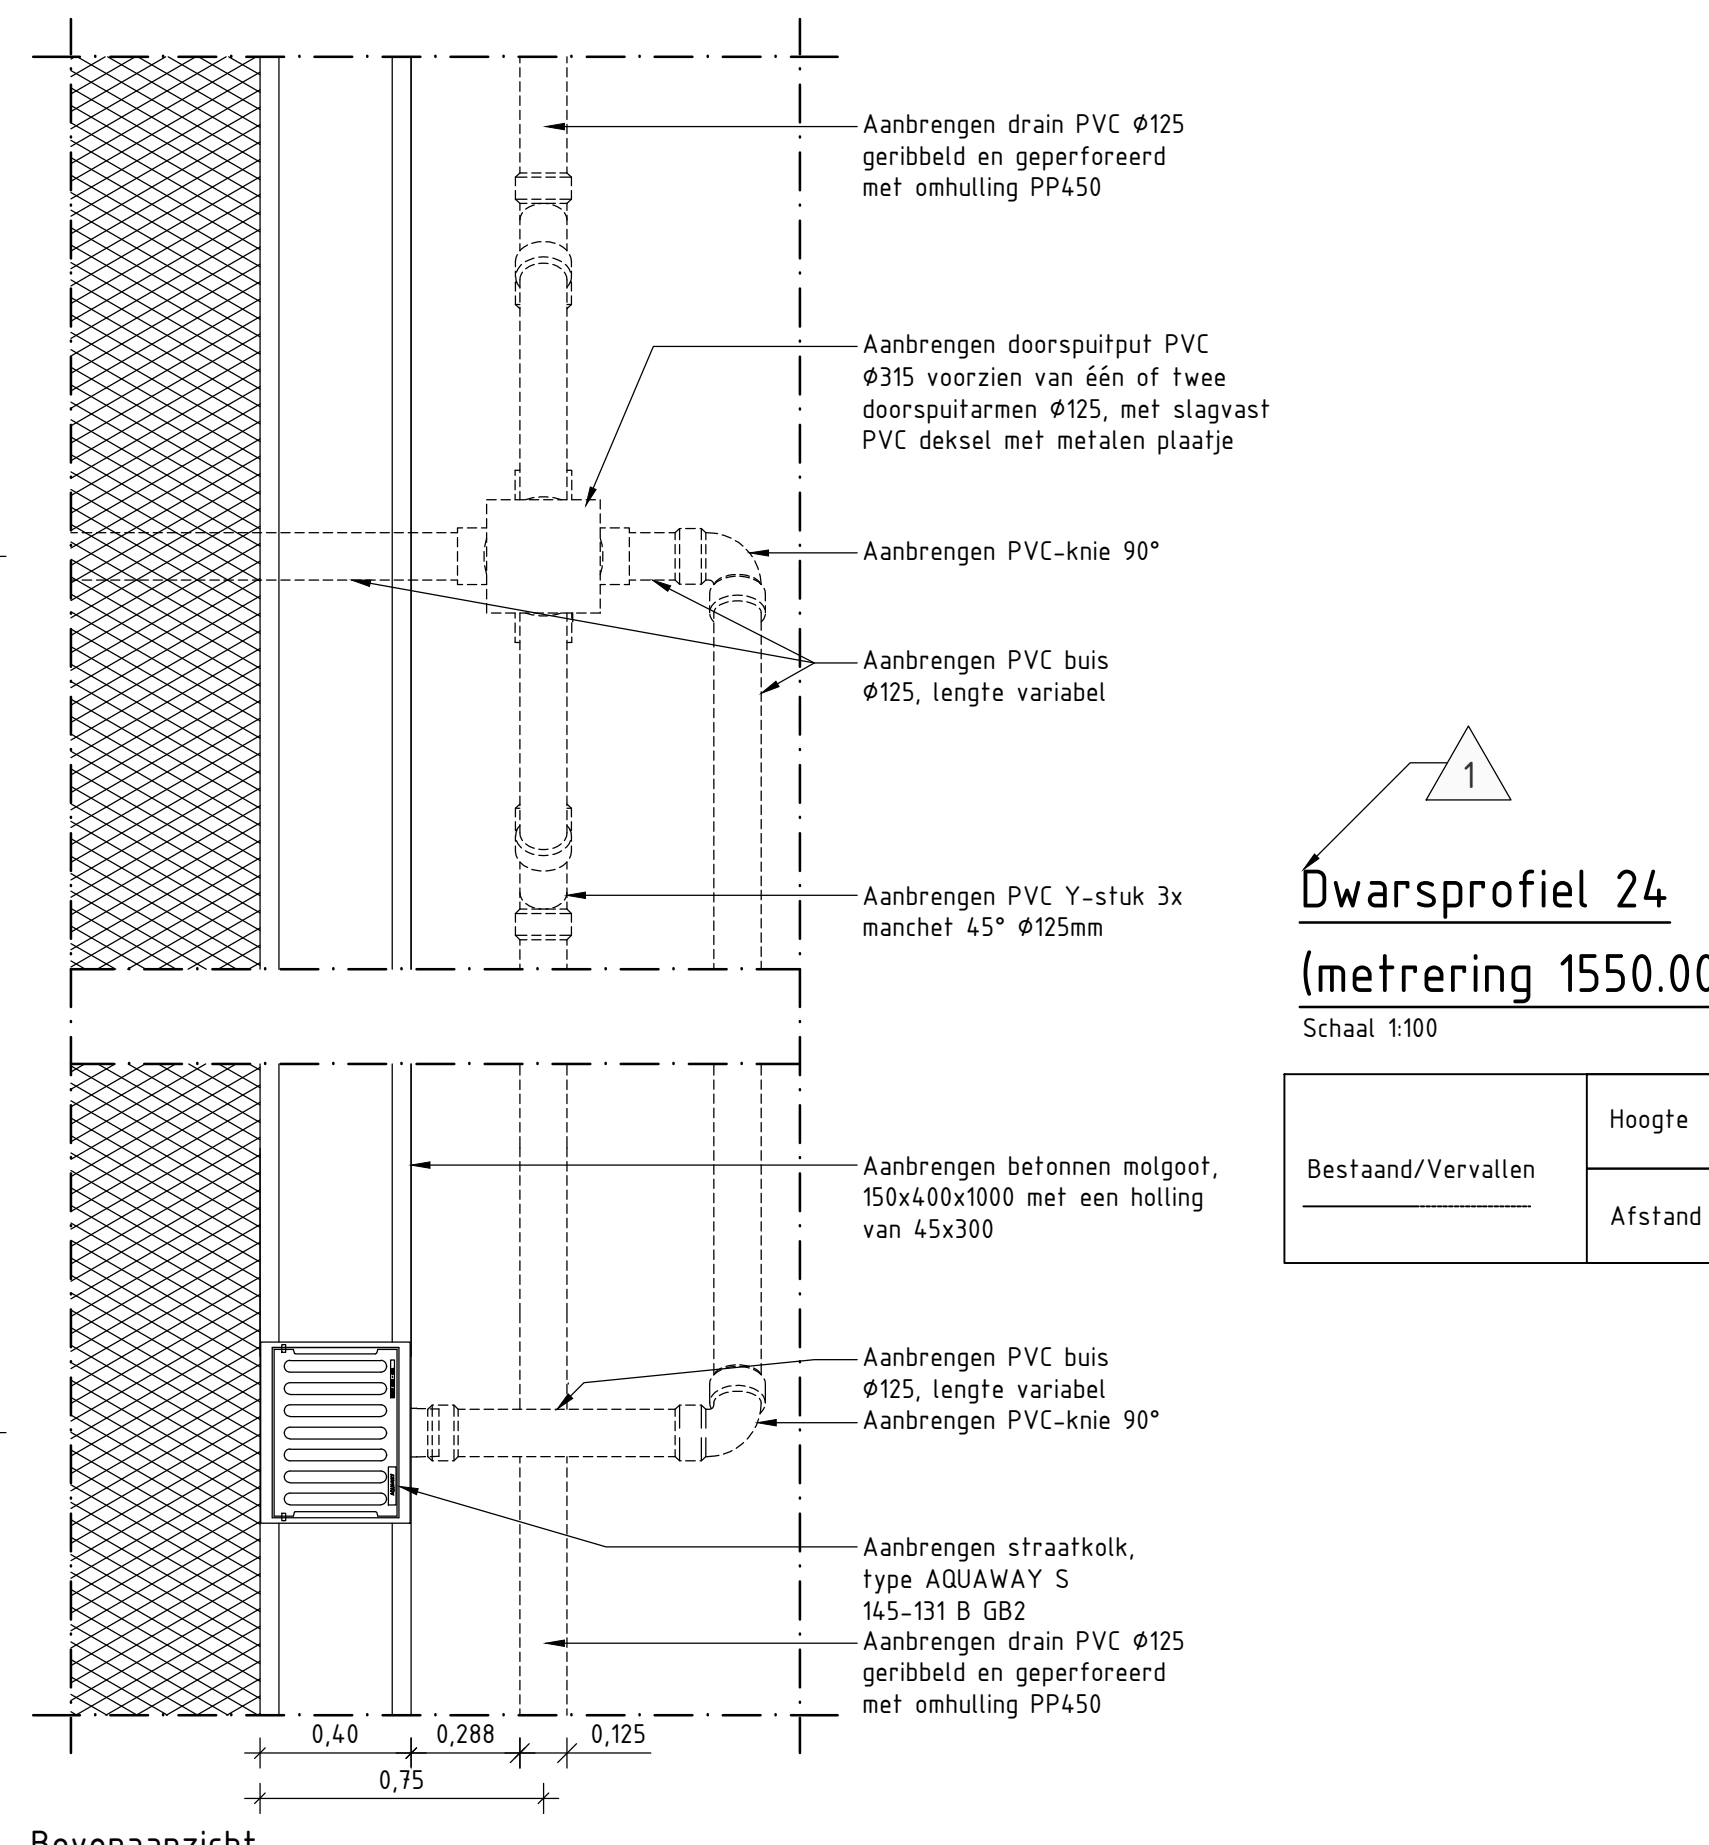 Aanbrengen drain PVC Ø125
geribbeld en geperforeerd
met omhulling PP450
Aanbrengen doorspuitput PVC
Ø315 voorzien van één of twee
doorspuitarmen Ø125, met slagvast
PVC deksel met metalen plaatje
Aanbrengen PVC-knie 90°
Aanbrengen PVC buis
Ø125, lengte variabel
Aanbrengen PVC Y-stuk 3x
manchet 45° Ø125mm
1
Dwarsprofiel 24
(metrering 1550.00
Schaal 1:100
Hoogte
Bestaand/Vervallen
Afstand
Aanbrengen betonnen molgoot,
150x400x1000 met een holling
van 45x300
Aanbrengen PVC buis
Ø125, lengte variabel
Aanbrengen PVC-knie 90°
Aanbrengen straatkolk,
type AQUAWAY S
145-131 B GB2
Aanbrengen drain PVC Ø125
geribbeld en geperforeerd
met omhulling PP450
0,40 0,288 0,125
0,75
Bovenaanzicht